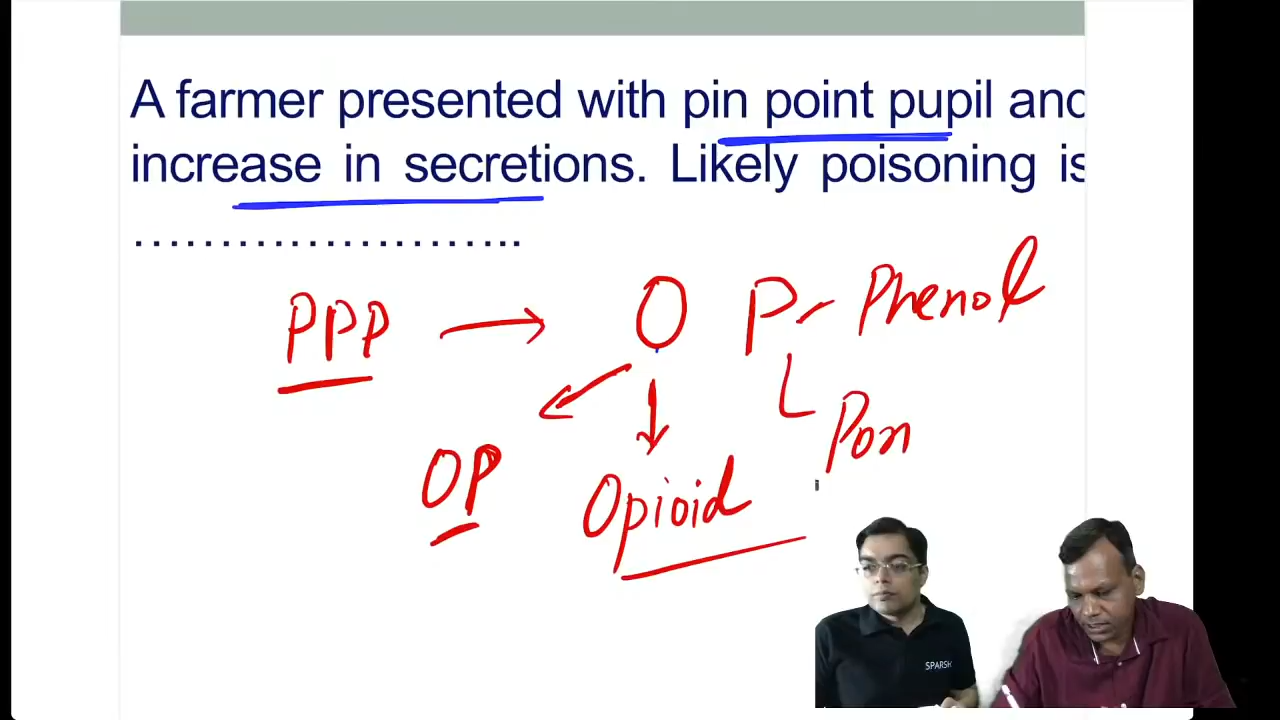 A farmer presented with pin point pupil and
increase in secretions. Likely poisoning is
……………………..
PPP → O P Phenol
OP Opioid Pon
SPARSH